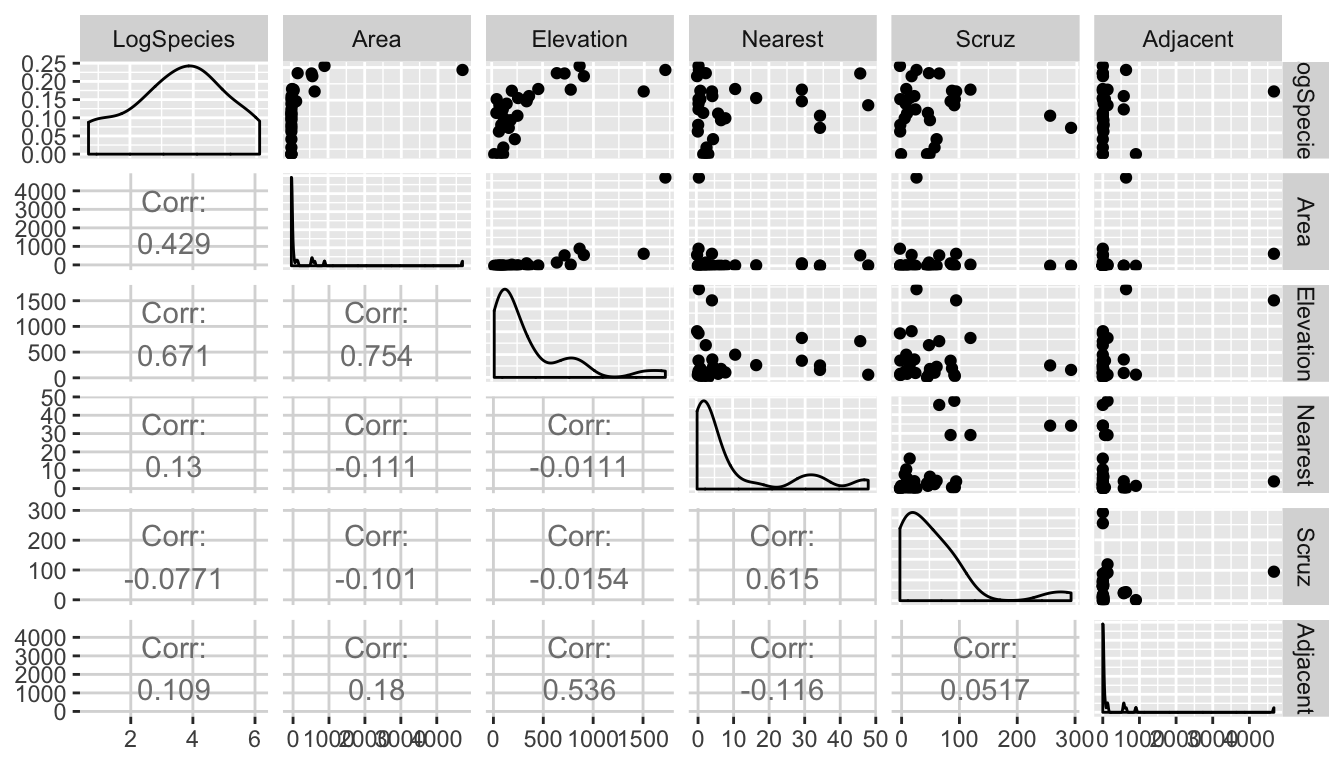 LogSpecies Area Elevation Nearest Scruz Adjacent
0.25
0.20
0.15
0.10
0.05
0.00
ogSpecie
4000
3000
2000
1000
0
Corr:
0.429
Area
1500
1000
500
0
Corr: Corr:
0.671 0.754
Elevation
50
40
30
20
10
0
Corr: Corr: Corr:
0.13 -0.111 -0.0111
Nearest
300
200
100
0
Corr: Corr: Corr: Corr:
-0.0771 -0.101 -0.0154 0.615
Scruz
4000
3000
2000
1000
0
Corr: Corr: Corr: Corr: Corr:
0.109 0.18 0.536 -0.116 0.0517
Adjacent
2 4 6 0 1000 2000 3000 4000 0 500 1000 1500 0 10 20 30 40 50 0 100 200 300 0 1000 2000 3000 4000